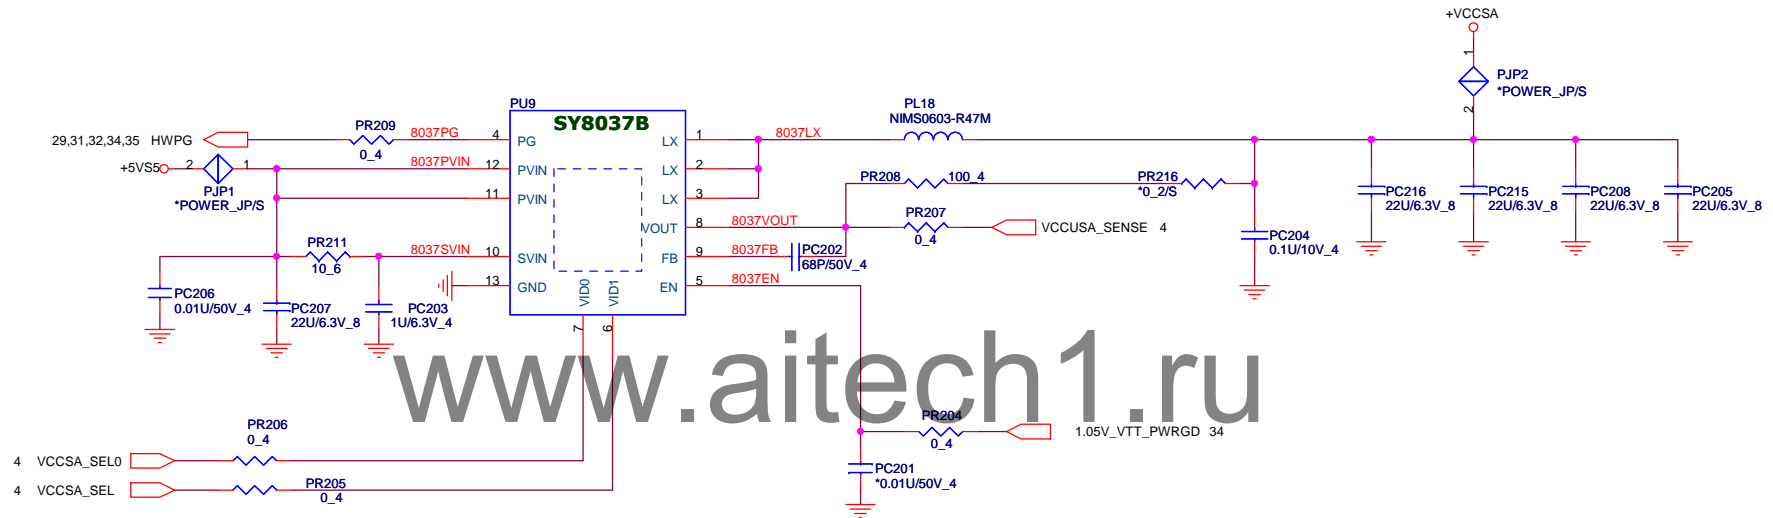 +VCCSA
1
PJP2
*POWER_JP/S
2
PU9
SY8037B
PL18
NIMS0603-R47M
29,31,32,34,35 HWPG
PR209
0_4
8037PG
4
PG
LX
1
8037LX
+5VS5
2
1
PJP1
*POWER_JP/S
8037PVIN
12
PVIN
LX
2
11
PVIN
LX
3
PR208
100_4
PR216
*0_2/S
VOUT
8
8037VOUT
PR207
0_4
VCCUSA_SENSE 4
PC216
22U/6.3V_8
PC215
22U/6.3V_8
PC208
22U/6.3V_8
PC205
22U/6.3V_8
PC204
0.1U/10V_4
PR211
10_6
8037SVIN
10
SVIN
FB
9
8037FB
PC202
68P/50V_4
13
GND
EN
5
8037EN
VID0
VID1
7
6
PC206
0.01U/50V_4
PC207
22U/6.3V_8
PC203
1U/6.3V_4
www.aitech1.ru
PR206
0_4
4 VCCSA_SEL0
4 VCCSA_SEL
PR205
0_4
PR204
0_4
1.05V_VTT_PWRGD 34
PC201
*0.01U/50V_4